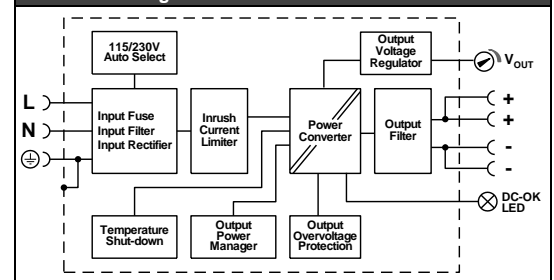 115/230V
Auto Select
Output
Voltage
Regulator
VOUT
L
N
Input Fuse
Input Filter
Input Rectifier
Inrush
Current
Limiter
Power
Converter
Output
Filter
+
+
-
-
DC-OK
LED
Temperature
Shut-down
Output
Power
Manager
Output
Overvoltage
Protection